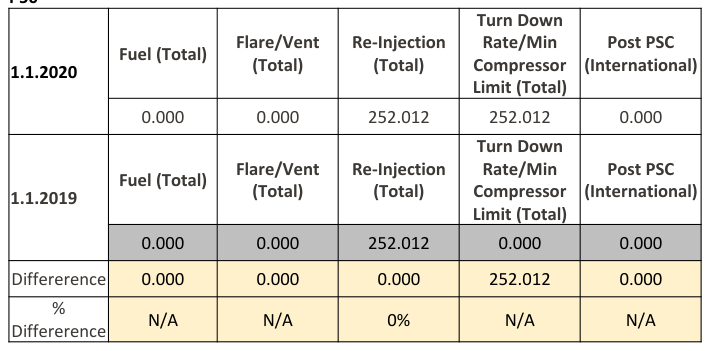 1.1.2020
Fuel (Total)
Flare/Vent
(Total)
Re-Injection
(Total)
Turn Down
Rate/Min
Compressor
Limit (Total)
Post PSC
(International)
0.000
0.000
252.012
252.012
0.000
1.1.2019
Fuel (Total)
Flare/Vent
(Total)
Re-Injection
(Total)
Turn Down
Rate/Min
Compressor
Limit (Total)
Post PSC
(International)
0.000
0.000
252.012
0.000
0.000
Differerence
0.000
0.000
0.000
252.012
0.000
%
Differerence
N/A
N/A
0%
N/A
N/A